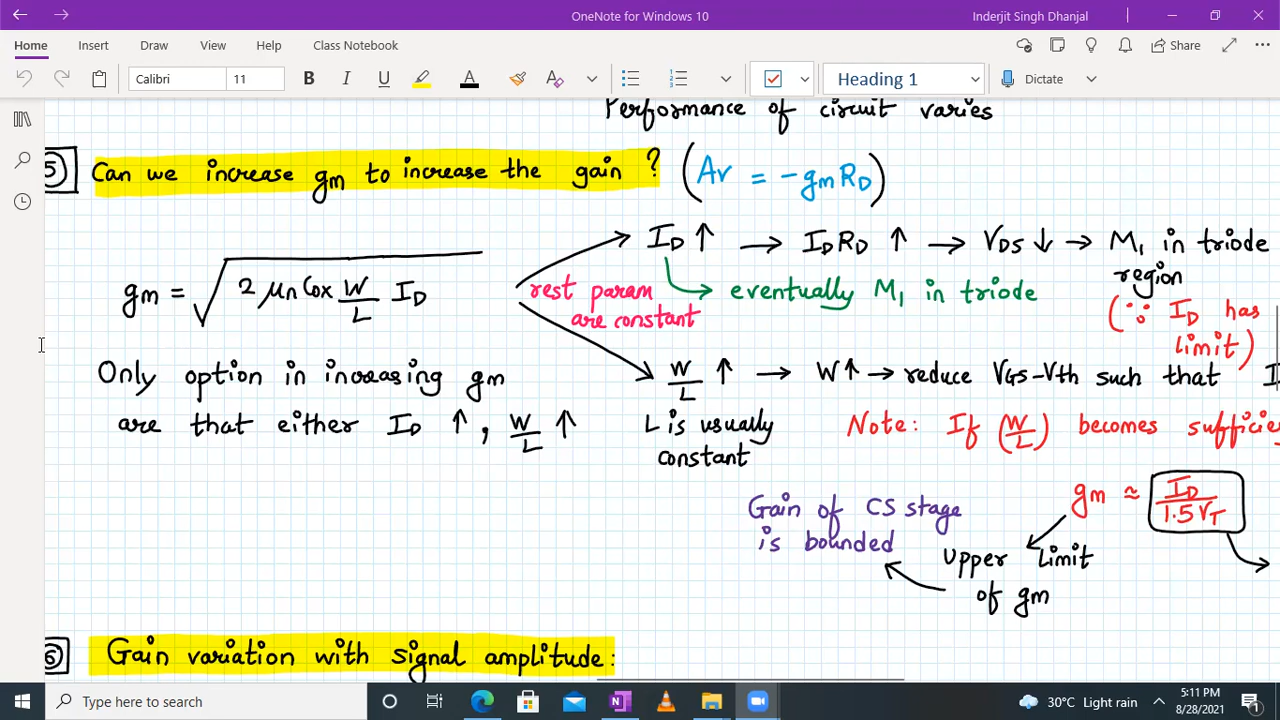 OneNote for Windows 10
Inderjit Singh Dhanjal
Home Insert Draw View Help Class Notebook
Share
Calibri 11 B I U A Heading 1 Dictate
Performance of circuit varies
5) Can we increase gm to increase the gain ? (Av = -gmRD)
ID ↑ → IDRD ↑ → VDS ↓ → M1 in triode
region
(∵ ID has
limit)
gm = √2 μn Cox W/L ID
rest param
are constant
eventually M1 in triode
W/L ↑ → W↑ → reduce VGS-Vth such that I
Only option in increasing gm
are that either ID ↑, W/L ↑
L is usually
constant
Note: If (W/L) becomes sufficie
gm ≈ ID/1.5VT
Gain of CS stage
is bounded
Upper limit
of gm
6 Gain variation with signal amplitude:
Type here to search
30°C Light rain
5:11 PM
8/28/2021
1